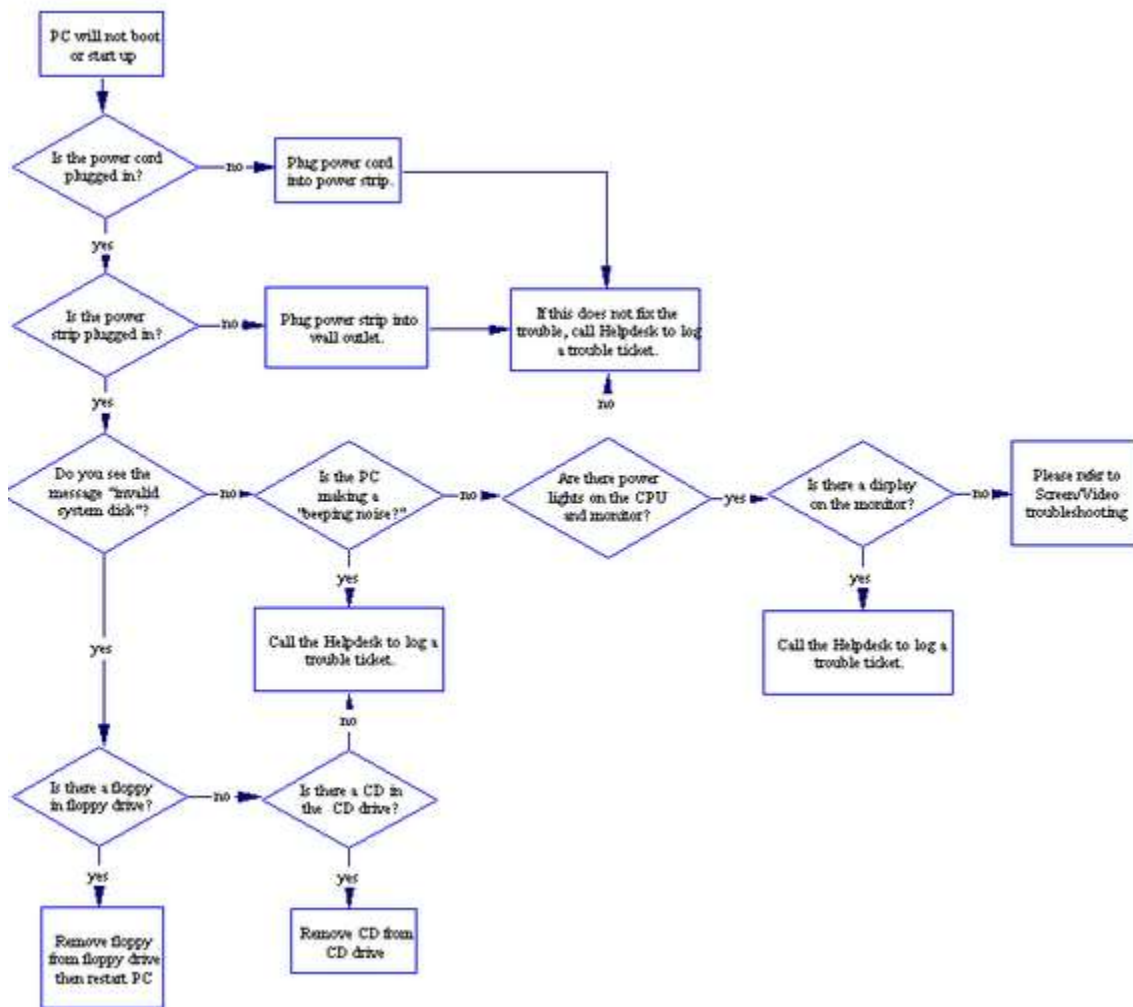 PC will not boot
or start up
Is the power cord
plugged in?
no
Plug power cord
into power strip.
yes
Is the power
strip plugged in?
no
Plug power strip into
wall outlet.
If this does not fix the
trouble, call Helpdesk to log
a trouble ticket.
yes
no
Do you see the
message "invalid
system disk"?
no
Is the PC
making a
"beeping noise?"
no
Are there power
lights on the CPU
and monitor?
yes
Is there a display
on the monitor?
no
Please refer to
Screen/Video
troubleshooting
yes
yes
yes
Call the Helpdesk to log a
trouble ticket.
Call the Helpdesk to log a
trouble ticket.
no
Is there a floppy
in floppy drive?
no
Is there a CD in
the CD drive?
yes
yes
Remove floppy
from floppy drive
then restart PC
Remove CD from
CD drive